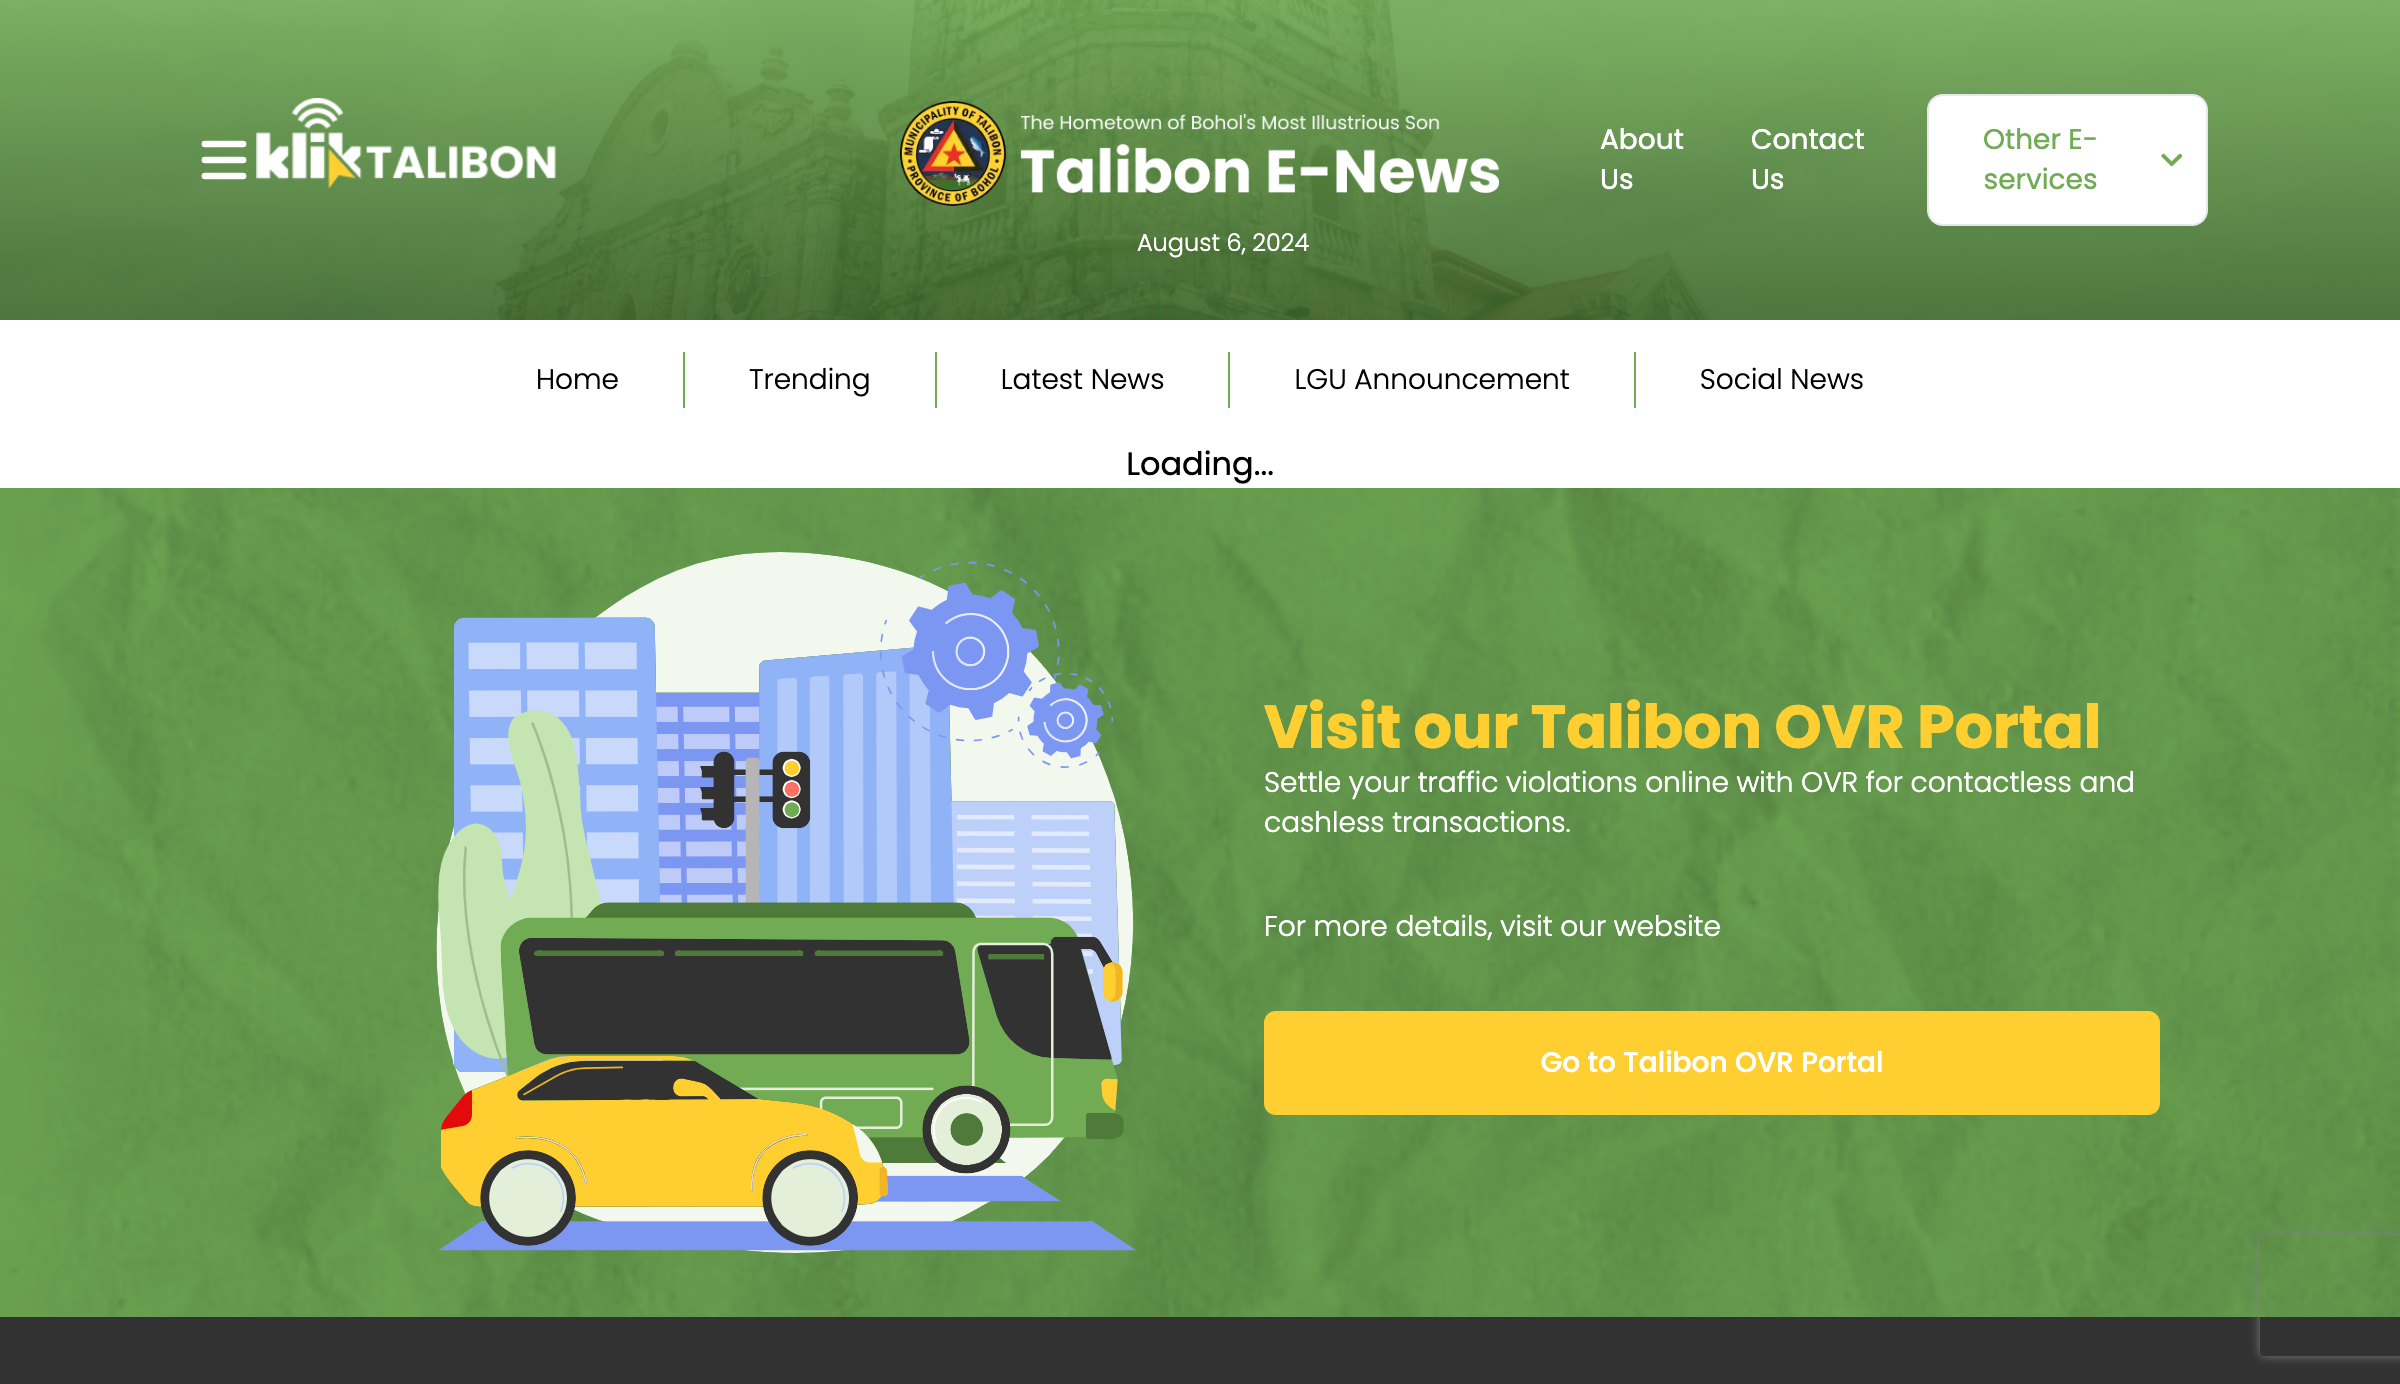 klik TALIBON
MUNICIPALITY OF TALIBON
PROVINCE OF BOHOL
The Hometown of Bohol's Most Illustrious Son
Talibon E-News
August 6, 2024
About Us
Contact Us
Other E-services
Home
Trending
Latest News
LGU Announcement
Social News
Loading...
Visit our Talibon OVR Portal
Settle your traffic violations online with OVR for contactless and
cashless transactions.
For more details, visit our website
Go to Talibon OVR Portal